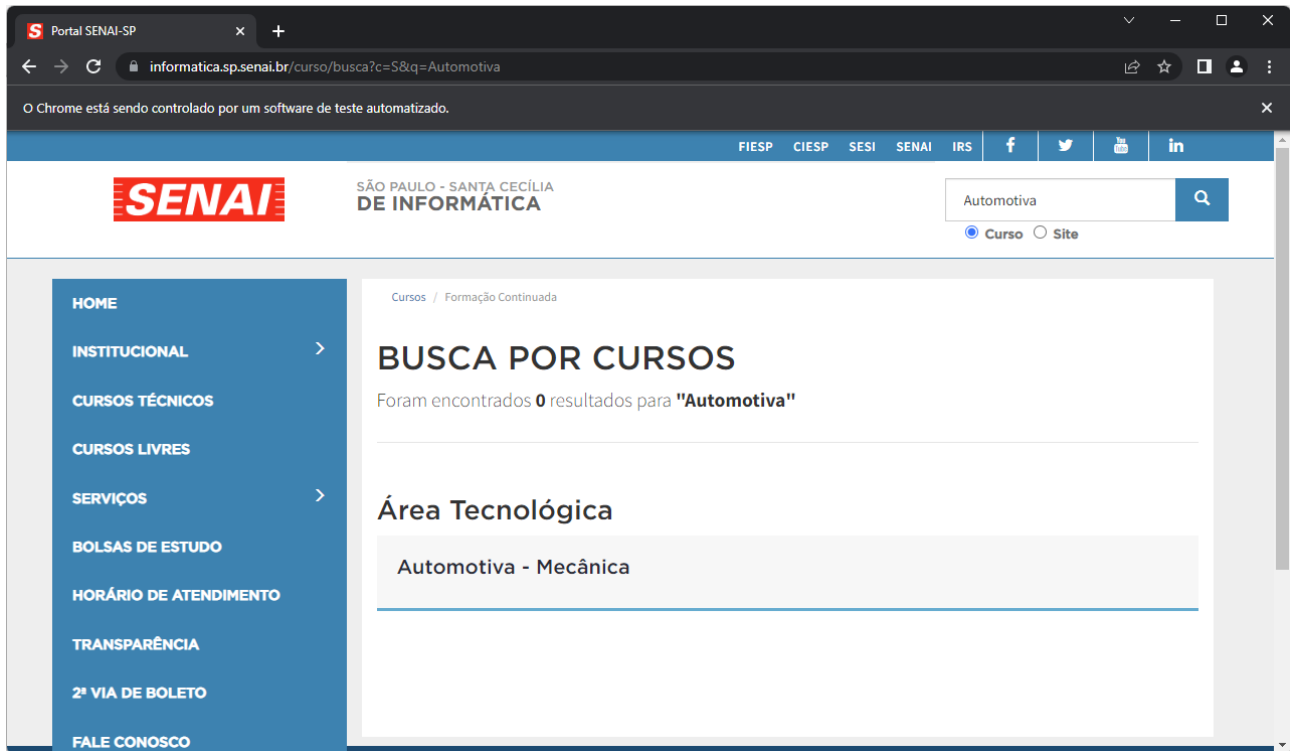 Portal SENAI-SP
informatica.sp.senai.br/curso/busca?c=S&q=Automotiva
O Chrome está sendo controlado por um software de teste automatizado.
FIESP CIESP SESI SENAI IRS f You Tube in
SENAI
SÃO PAULO - SANTA CECÍLIA
DE INFORMÁTICA
Automotiva
Curso Site
HOME
INSTITUCIONAL
CURSOS TÉCNICOS
CURSOS LIVRES
SERVIÇOS
BOLSAS DE ESTUDO
HORÁRIO DE ATENDIMENTO
TRANSPARÊNCIA
2ª VIA DE BOLETO
FALE CONOSCO
Cursos / Formação Continuada
BUSCA POR CURSOS
Foram encontrados 0 resultados para "Automotiva"
Área Tecnológica
Automotiva - Mecânica